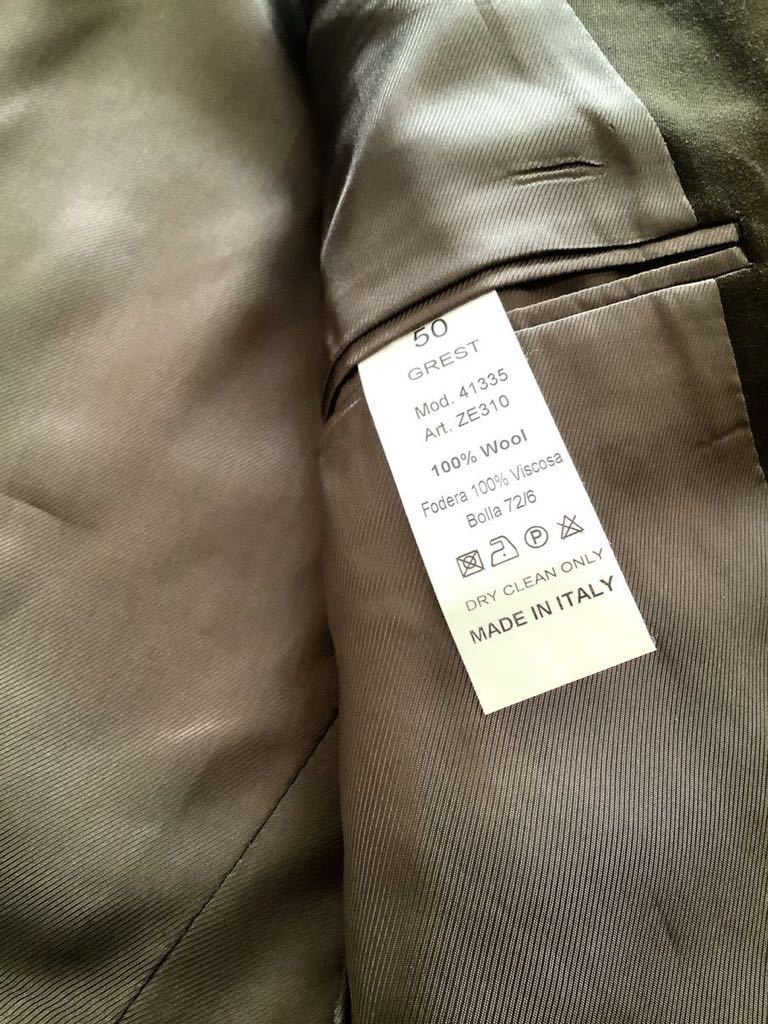 50
GREST
Mod. 41335
Art. ZE310
100% Wool
Fodera 100% Viscosa
Bolla 72/6
P
DRY CLEAN ONLY
MADE IN ITALY